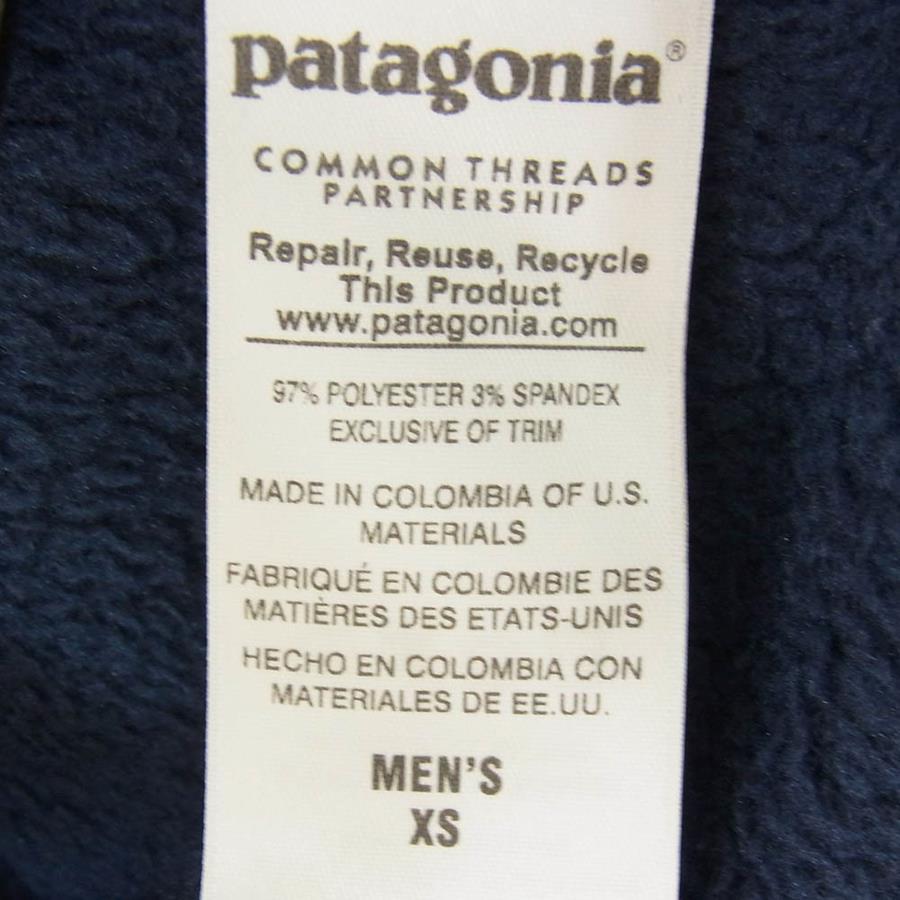 patagonia®
COMMON THREADS
PARTNERSHIP
Repair, Reuse, Recycle
This Product
www.patagonia.com
97% POLYESTER 3% SPANDEX
EXCLUSIVE OF TRIM
MADE IN COLOMBIA OF U.S.
MATERIALS
FABRIQUÉ EN COLOMBIE DES
MATIÈRES DES ETATS-UNIS
HECHO EN COLOMBIA CON
MATERIALES DE EE.UU.
MEN'S
XS